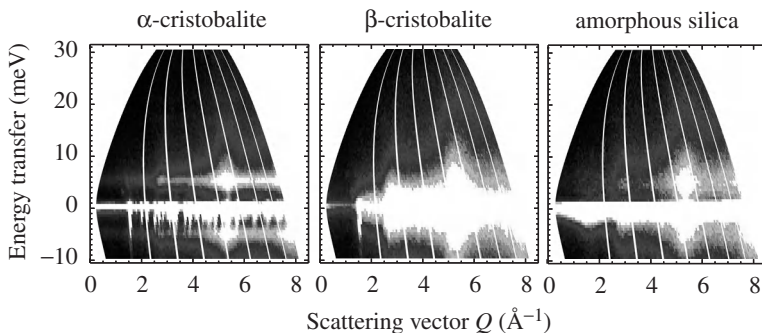 α-cristobalite β-cristobalite amorphous silica
Energy transfer (meV)
30
20
10
0
−10
0 2 4 6 8 0 2 4 6 8 0 2 4 6 8
Scattering vector Q (Å−1)